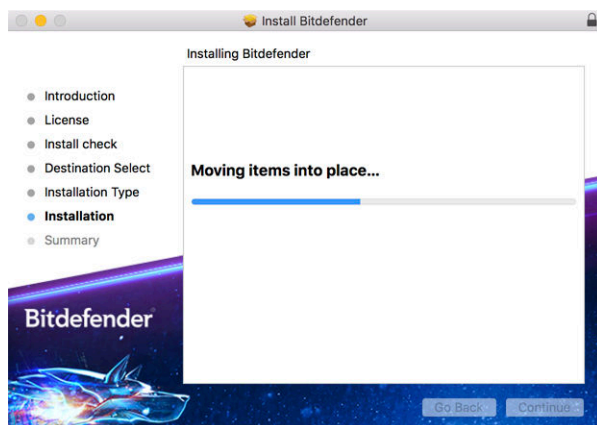 Install Bitdefender
Installing Bitdefender
Introduction
License
Install check
Destination Select
Installation Type
Installation
Summary
Moving items into place...
Bitdefender
Go Back
Continue